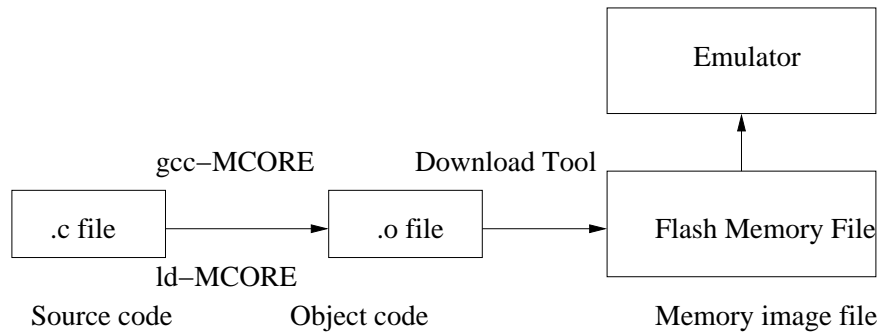 Emulator
gcc−MCORE
Download Tool
.c file
.o file
Flash Memory File
ld−MCORE
Source code
Object code
Memory image file